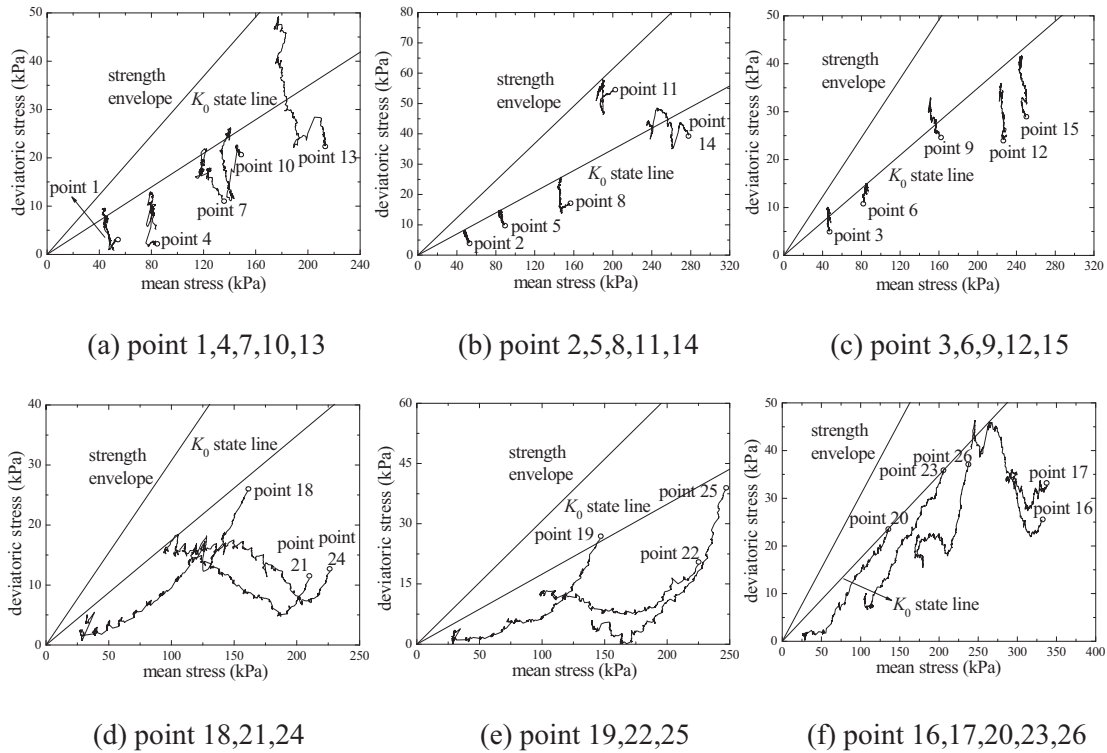 deviatoric stress (kPa)
50
40
30
20
10
0
0 40 80 120 160 200 240
mean stress (kPa)
strength
envelope
K0 state line
point 1
point 4
point 7
point 10
point 13
(a) point 1,4,7,10,13
deviatoric stress (kPa)
80
70
60
50
40
30
20
10
0
0 40 80 120 160 200 240 280 320
mean stress (kPa)
strength
envelope
point 11
point
14
K0 state line
point 8
point 5
point 2
(b) point 2,5,8,11,14
deviatoric stress (kPa)
50
40
30
20
10
0
0 40 80 120 160 200 240 280 320
mean stress (kPa)
strength
envelope
point 15
point 9
point 12
K0 state line
point 6
point 3
(c) point 3,6,9,12,15
deviatoric stress (kPa)
40
30
20
10
0
0 50 100 150 200 250 300
mean stress (kPa)
K0 state line
strength
envelope
point 18
point
21
point
24
(d) point 18,21,24
deviatoric stress (kPa)
60
45
30
15
0
0 50 100 150 200 250
mean stress (kPa)
strength
envelope
K0 state line
point 25
point 19
point 22
(e) point 19,22,25
deviatoric stress (kPa)
50
40
30
20
10
0
0 50 100 150 200 250 300 350 400
mean stress (kPa)
strength
envelope
point 26
point 23
point 17
point 20
point 16
K0 state line
(f) point 16,17,20,23,26